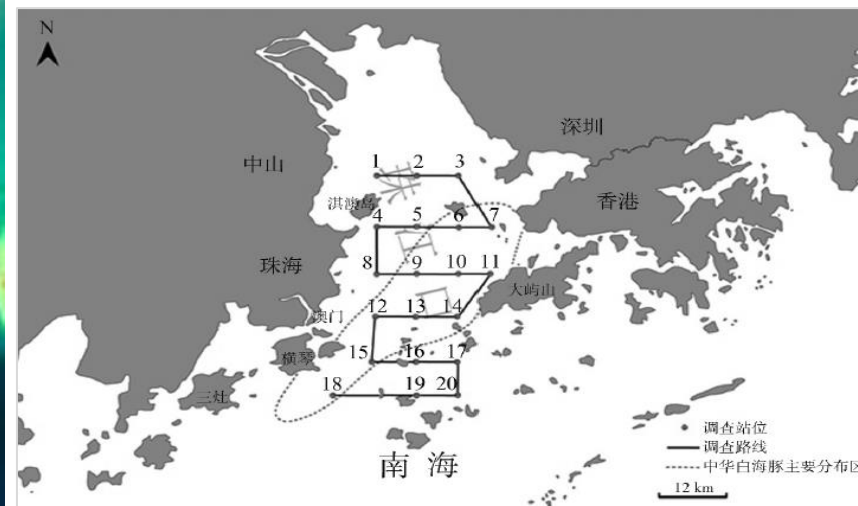 N
深圳
中山
1 2 3
珠
香港
淇澳岛
4 5 6 7
江
珠海
8 9 10 11
口
大屿山
澳门
12 13 14
横琴
15 16 17
三灶
18 19 20
南海
调查站位
调查路线
中华白海豚主要分布区
12 km